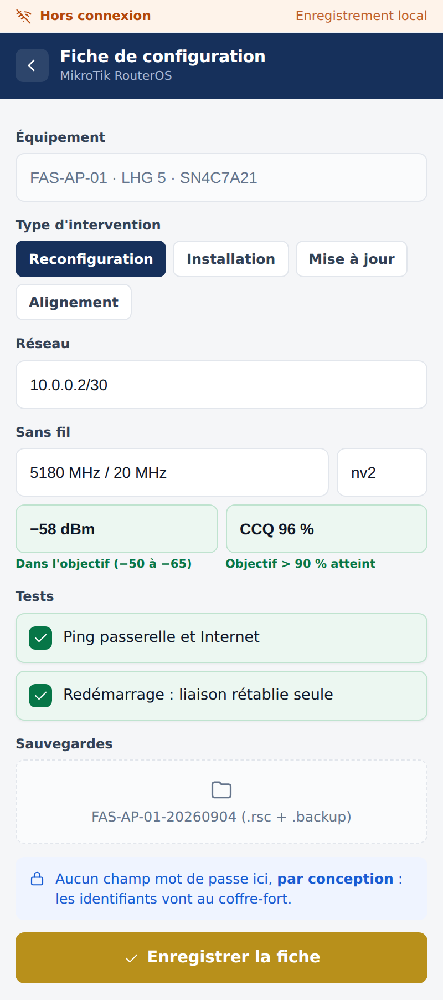 Hors connexion
Enregistrement local
Fiche de configuration
MikroTik RouterOS
Équipement
FAS-AP-01 · LHG 5 · SN4C7A21
Type d'intervention
Reconfiguration
Installation
Mise à jour
Alignement
Réseau
10.0.0.2/30
Sans fil
5180 MHz / 20 MHz
nv2
−58 dBm
CCQ 96 %
Dans l'objectif (−50 à −65)
Objectif > 90 % atteint
Tests
Ping passerelle et Internet
Redémarrage : liaison rétablie seule
Sauvegardes
FAS-AP-01-20260904 (.rsc + .backup)
Aucun champ mot de passe ici, par conception :
les identifiants vont au coffre-fort.
Enregistrer la fiche